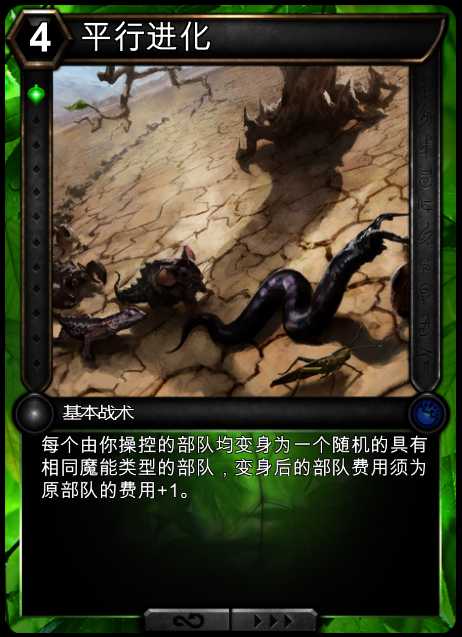 4
平行进化
基本战术
每个由你操控的部队均变身为一个随机的具有
相同魔能类型的部队，变身后的部队费用须为
原部队的费用+1。